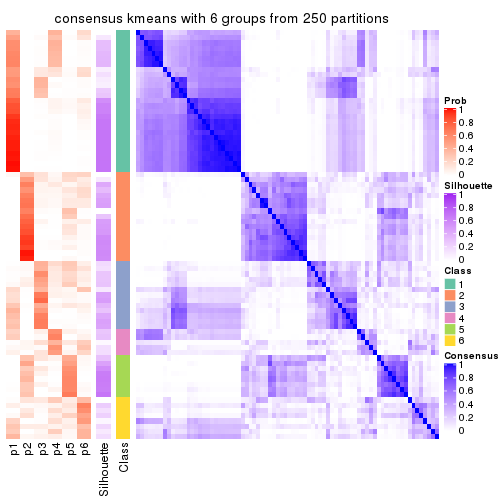 consensus kmeans with 6 groups from 250 partitions
Prob
1
0.8
0.6
0.4
0.2
0
Silhouette
1
0.8
0.6
0.4
0.2
0
Class
1
2
3
4
5
6
Consensus
1
0.8
0.6
0.4
0.2
0
p1
p2
p3
p4
p5
p6
Silhouette
Class